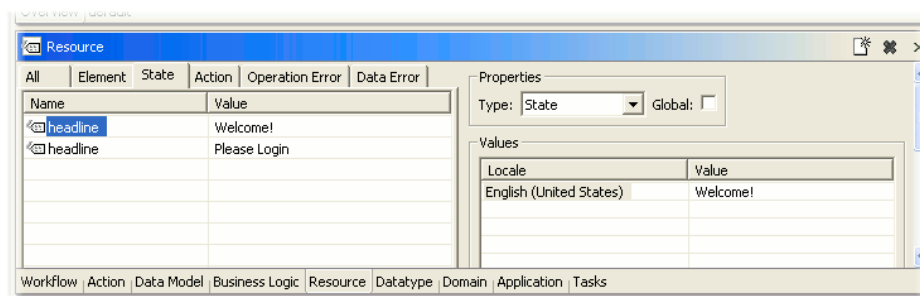 Overview default
Resource
All Element State Action Operation Error Data Error
Name Value
headline Welcome!
headline Please Login
Properties
Type: State Global:
Values
Locale Value
English (United States) Welcome!
Workflow Action Data Model Business Logic Resource Datatype Domain Application Tasks